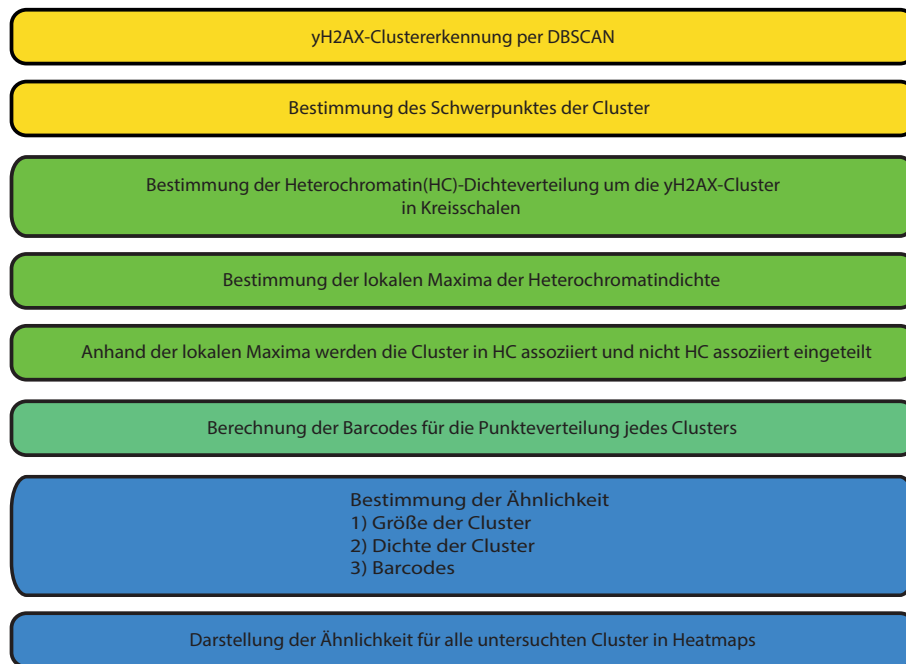 yH2AX-Clustererkennung per DBSCAN
Bestimmung des Schwerpunktes der Cluster
Bestimmung der Heterochromatin(HC)-Dichteverteilung um die yH2AX-Cluster
in Kreisschalen
Bestimmung der lokalen Maxima der Heterochromatindichte
Anhand der lokalen Maxima werden die Cluster in HC assoziiert und nicht HC assoziiert eingeteilt
Berechnung der Barcodes für die Punkteverteilung jedes Clusters
Bestimmung der Ähnlichkeit
1) Größe der Cluster
2) Dichte der Cluster
3) Barcodes
Darstellung der Ähnlichkeit für alle untersuchten Cluster in Heatmaps